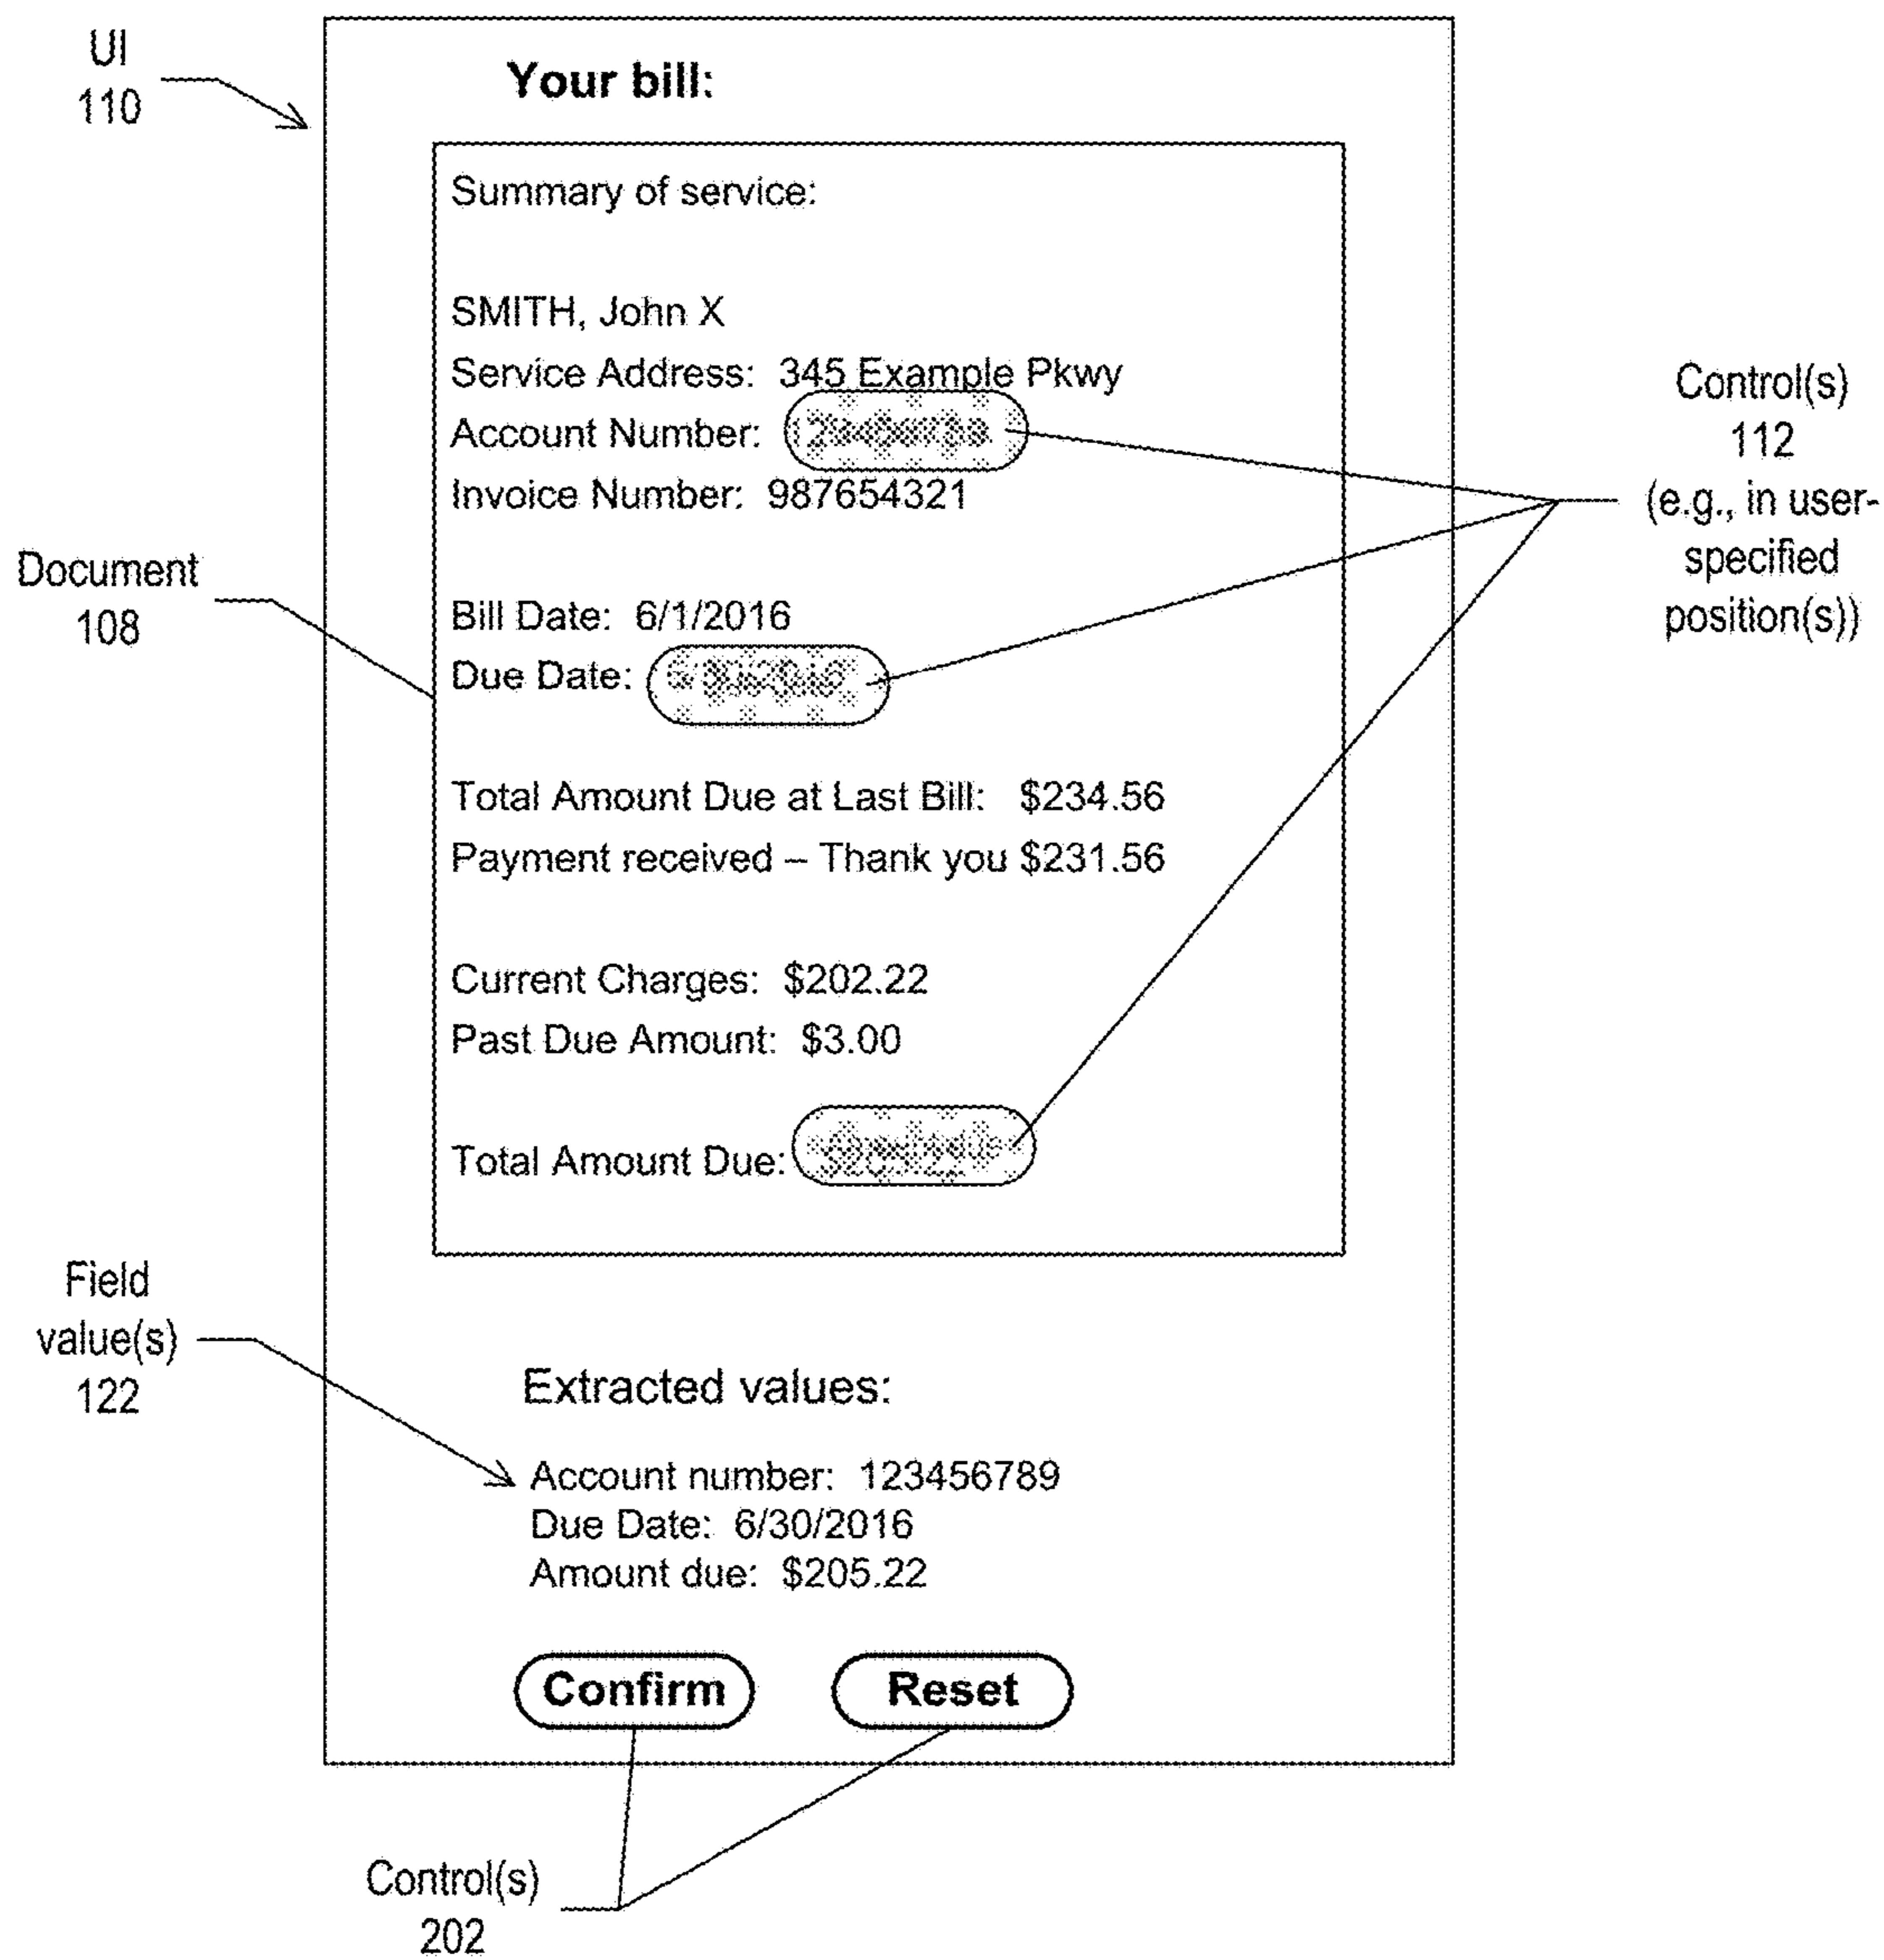 UI
110
Your bill:
Summary of service:
SMITH, John X
Service Address: 345 Example Pkwy
Account Number:
Invoice Number: 987654321
Control(s)
112
(e.g., in user-
specified
position(s))
Document
108
Bill Date: 6/1/2016
Due Date:
Total Amount Due at Last Bill: $234.56
Payment received – Thank you $231.56
Current Charges: $202.22
Past Due Amount: $3.00
Total Amount Due:
Field
value(s)
122
Extracted values:
Account number: 123456789
Due Date: 6/30/2016
Amount due: $205.22
Confirm
Reset
Control(s)
202